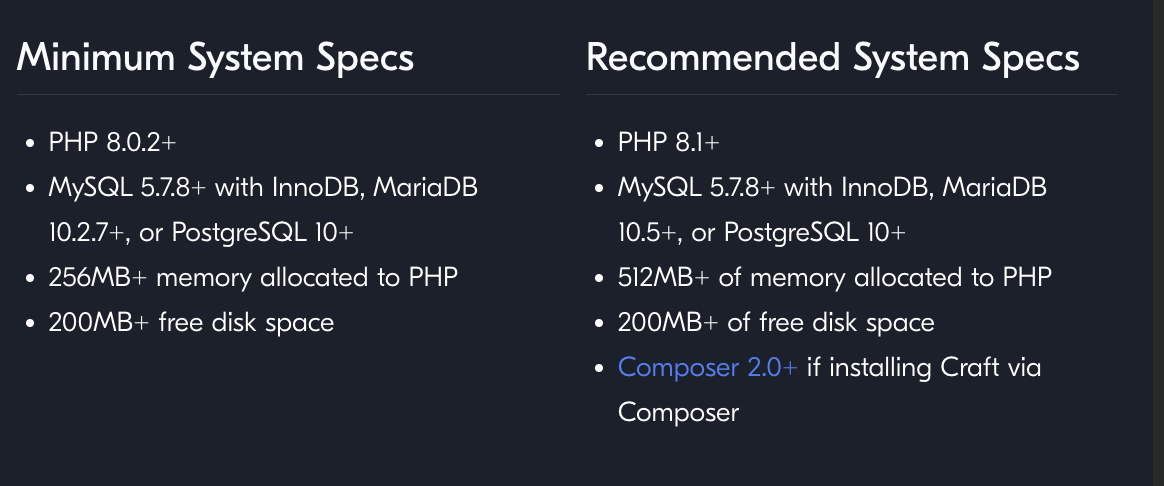 Minimum System Specs
• PHP 8.0.2+
• MySQL 5.7.8+ with InnoDB, MariaDB
10.2.7+, or PostgreSQL 10+
• 256MB+ memory allocated to PHP
• 200MB+ free disk space
Recommended System Specs
• PHP 8.1+
• MySQL 5.7.8+ with InnoDB, MariaDB
10.5+, or PostgreSQL 10+
• 512MB+ of memory allocated to PHP
• 200MB+ of free disk space
• Composer 2.0+ if installing Craft via
Composer